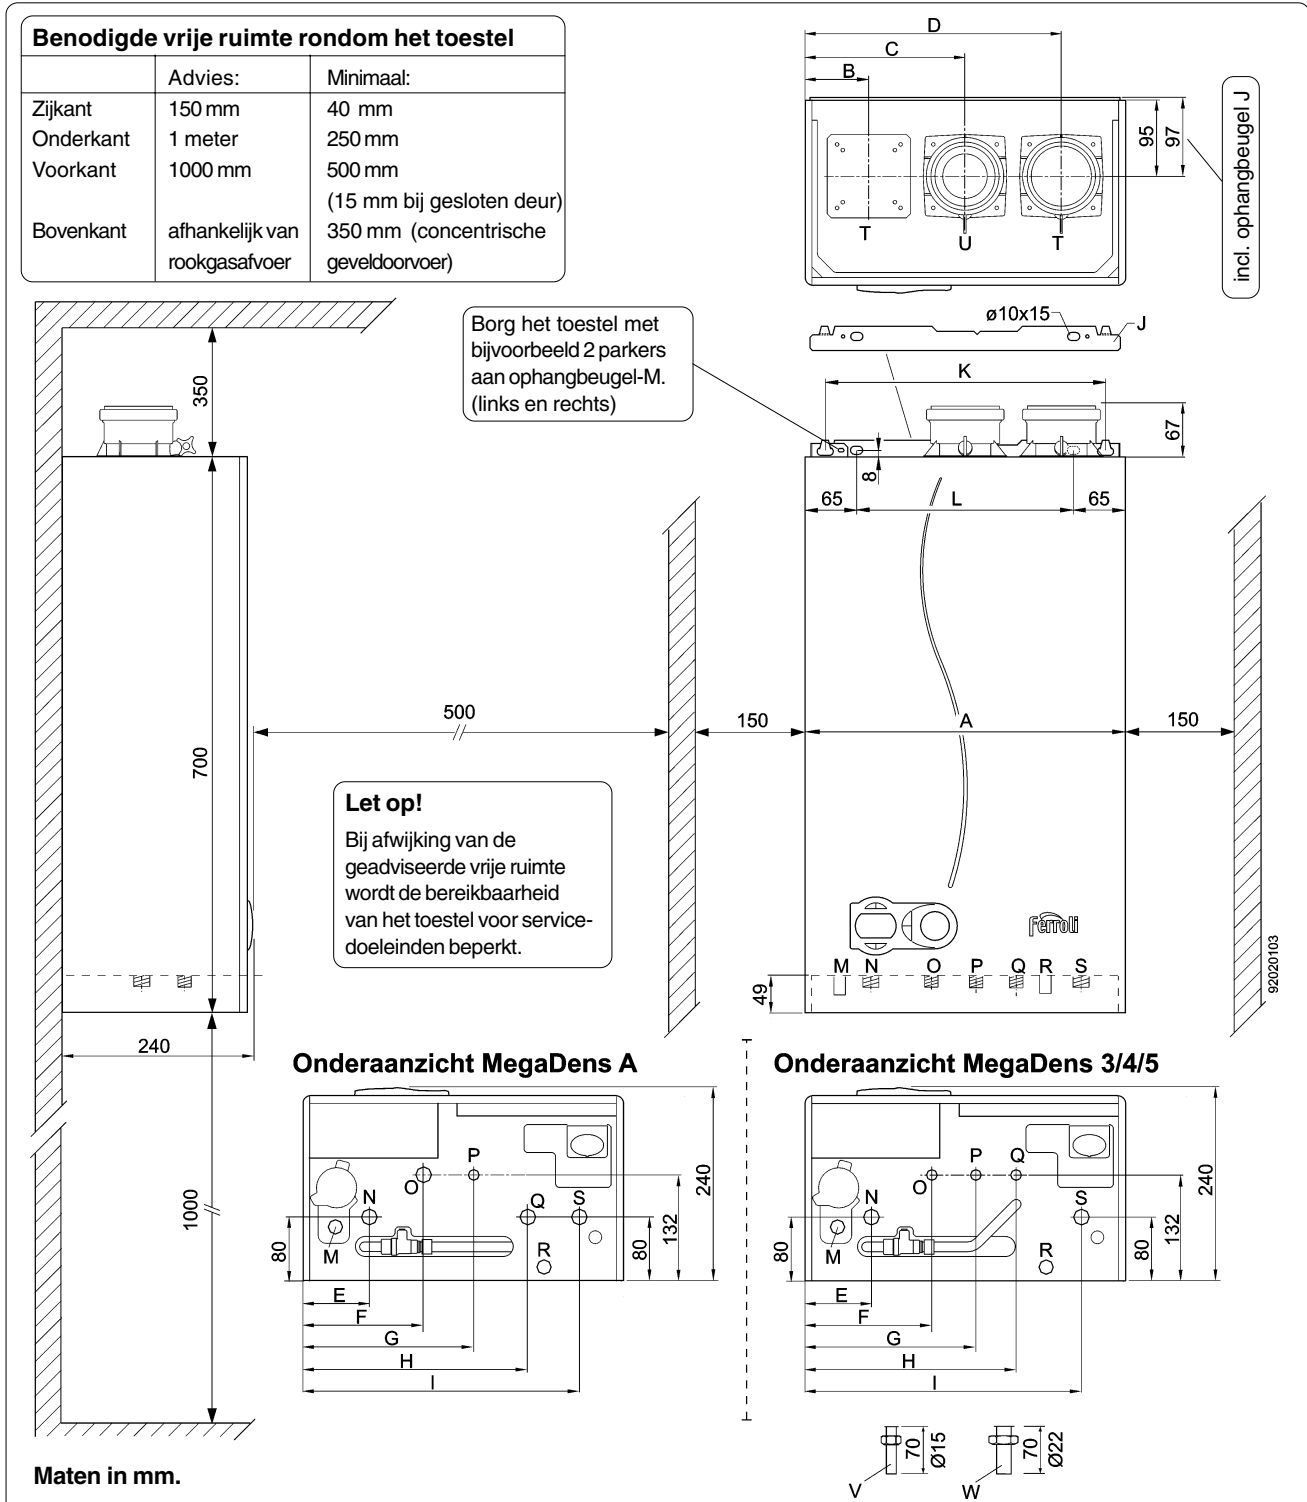 Benodigde vrije ruimte rondom het toestel
Advies: Minimaal:
Zijkant 150 mm 40 mm
Onderkant 1 meter 250 mm
Voorkant 1000 mm 500 mm
(15 mm bij gesloten deur)
Bovenkant afhankelijk van 350 mm (concentrische
rookgasafvoer geveldoorvoer)
D
C
B
95
97
incl. ophangbeugel J
T U T
Borg het toestel met
bijvoorbeeld 2 parkers
aan ophangbeugel-M.
(links en rechts)
ø10x15
J
K
350
67
8
65 L 65
500
150 A 150
700
Let op!
Bij afwijking van de
geadviseerde vrije ruimte
wordt de bereikbaarheid
van het toestel voor service-
doeleinden beperkt.
ferroli
92020103
M N O P Q R S
49
240
1000
Onderaanzicht MegaDens A
P
O
N
Q S
M
R
80
80
132
240
E
F
G
H
I
Onderaanzicht MegaDens 3/4/5
P Q
O
N
S
M
R
80
80
132
240
E
F
G
H
I
70
Ø15
V
70
Ø22
W
Maten in mm.